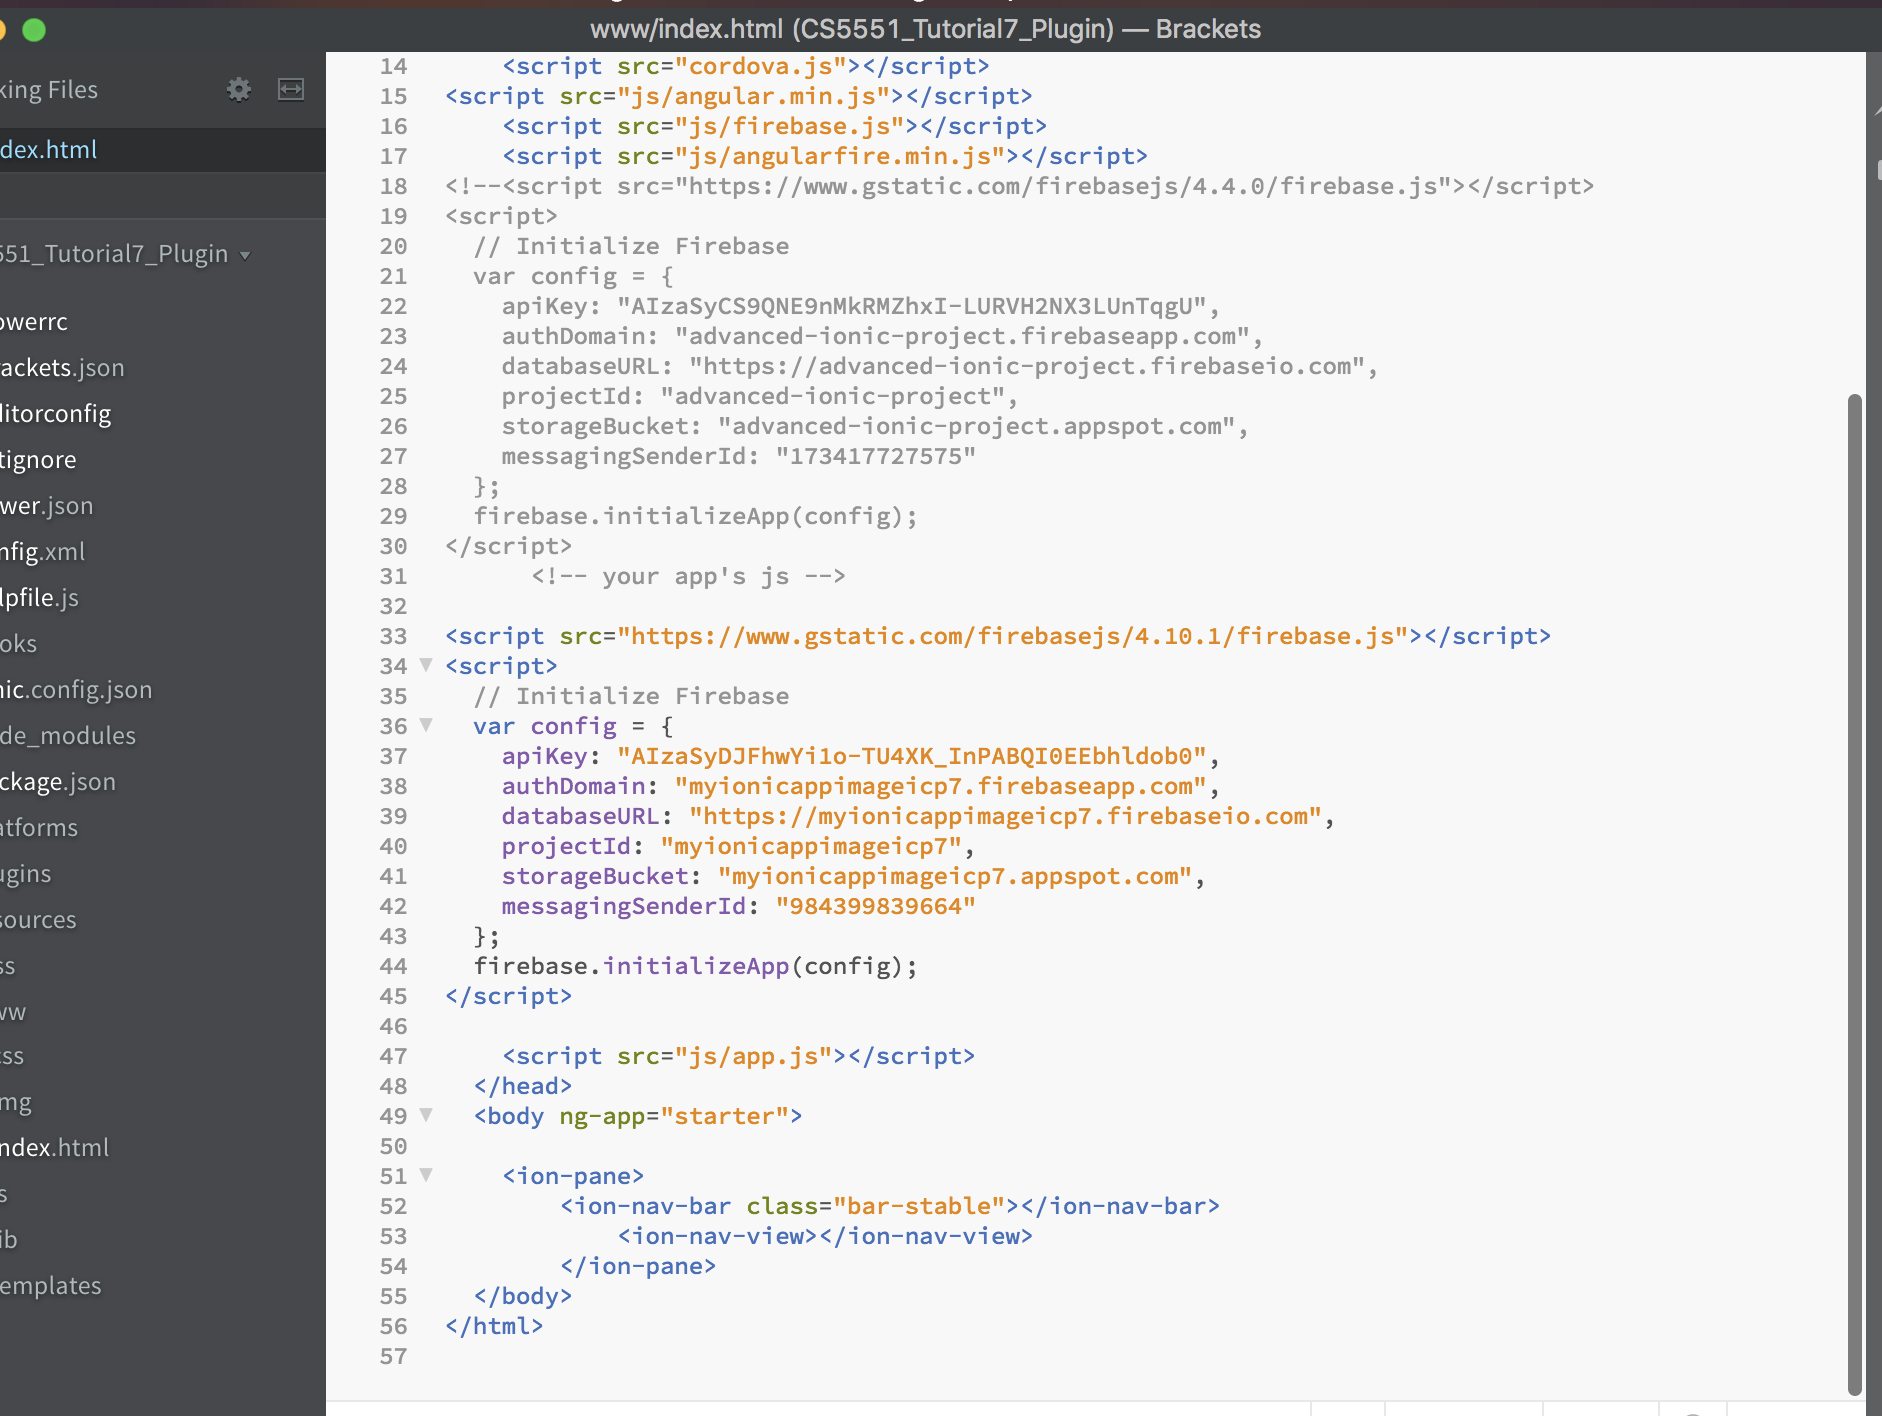 www/index.html (CS5551_Tutorial7_Plugin) — Brackets
king Files
dex.html
551_Tutorial7_Plugin
owerrc
rackets.json
ditorconfig
tignore
wer.json
nfig.xml
lpfile.js
oks
nic.config.json
de_modules
ckage.json
atforms
ugins
sources
ss
ww
css
mg
ndex.html
s
ib
emplates
14 <script src="cordova.js"></script>
15 <script src="js/angular.min.js"></script>
16 <script src="js/firebase.js"></script>
17 <script src="js/angularfire.min.js"></script>
18 <!--<script src="https://www.gstatic.com/firebasejs/4.4.0/firebase.js"></script>
19 <script>
20 // Initialize Firebase
21 var config = {
22 apiKey: "AIzaSyCS9QNE9nMkRMZhxI-LURVH2NX3LUnTqgU",
23 authDomain: "advanced-ionic-project.firebaseapp.com",
24 databaseURL: "https://advanced-ionic-project.firebaseio.com",
25 projectId: "advanced-ionic-project",
26 storageBucket: "advanced-ionic-project.appspot.com",
27 messagingSenderId: "173417727575"
28 };
29 firebase.initializeApp(config);
30 </script>
31 <!-- your app's js -->
32
33 <script src="https://www.gstatic.com/firebasejs/4.10.1/firebase.js"></script>
34 <script>
35 // Initialize Firebase
36 var config = {
37 apiKey: "AIzaSyDJFhwYi1o-TU4XK_InPABQI0EEbhldob0",
38 authDomain: "myionicappimageicp7.firebaseapp.com",
39 databaseURL: "https://myionicappimageicp7.firebaseio.com",
40 projectId: "myionicappimageicp7",
41 storageBucket: "myionicappimageicp7.appspot.com",
42 messagingSenderId: "984399839664"
43 };
44 firebase.initializeApp(config);
45 </script>
46
47 <script src="js/app.js"></script>
48 </head>
49 <body ng-app="starter">
50
51 <ion-pane>
52 <ion-nav-bar class="bar-stable"></ion-nav-bar>
53 <ion-nav-view></ion-nav-view>
54 </ion-pane>
55 </body>
56 </html>
57